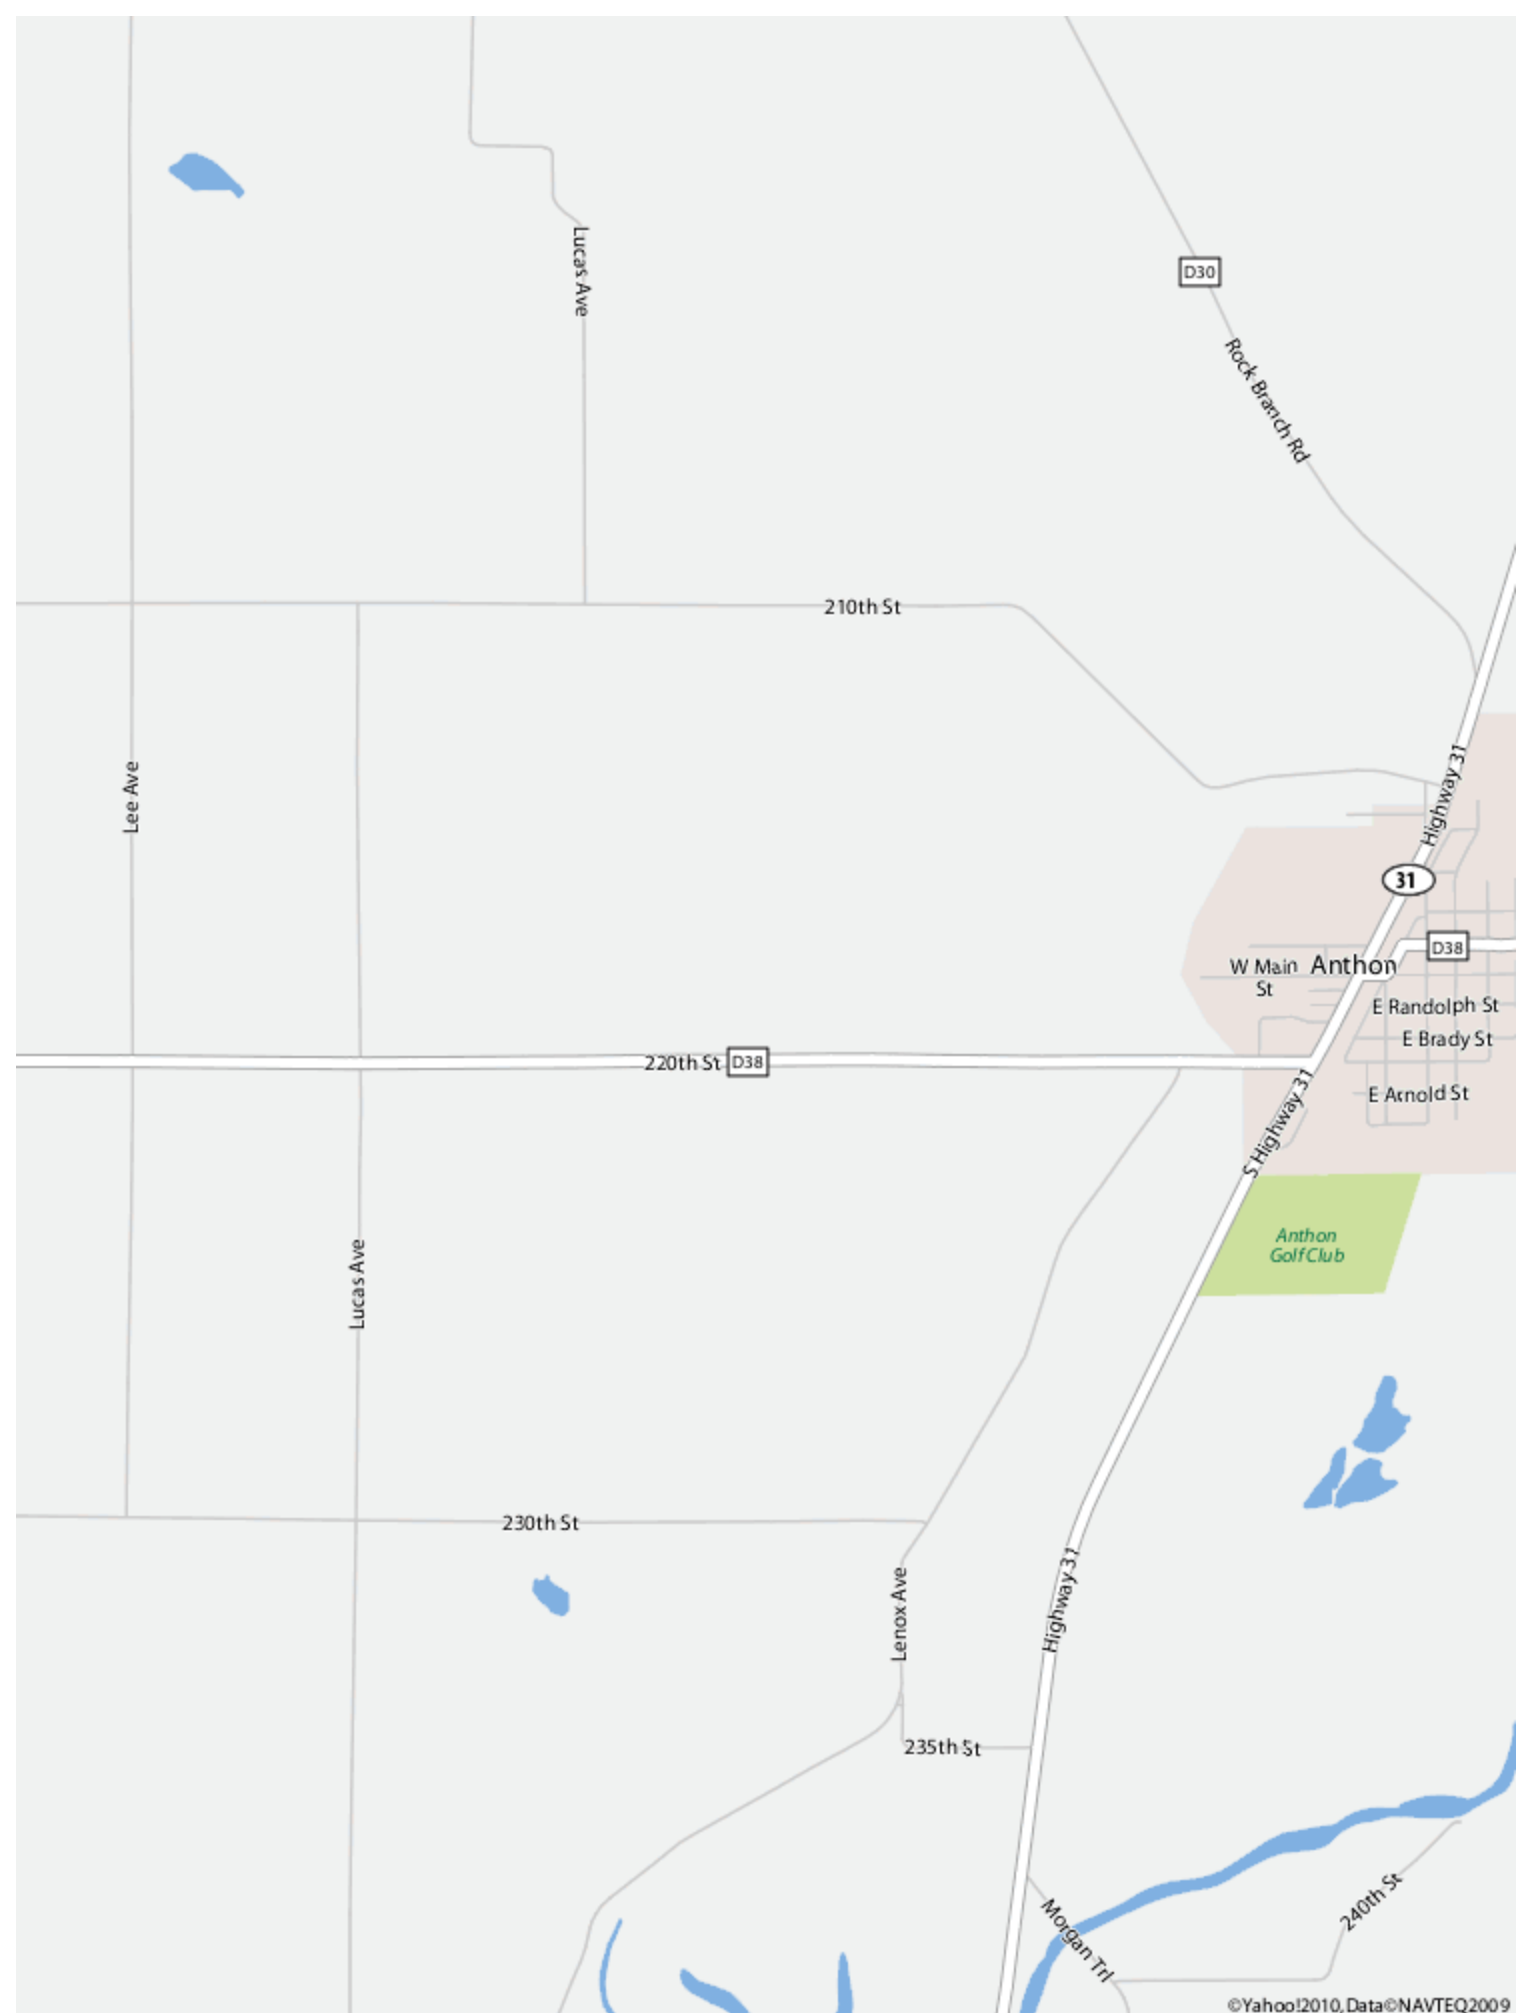 Lucas Ave
D30
Rock Branch Rd
210th St
Highway 31
Lee Ave
31
D38
W Main
St
Anthon
E Randolph St
E Brady St
220th St
D38
E Arnold St
S Highway 31
Anthon
Golf Club
Lucas Ave
230th St
Highway 31
Lenox Ave
235th St
240th St
Morgan Trl
©Yahoo!2010, Data©NAVTEQ2009